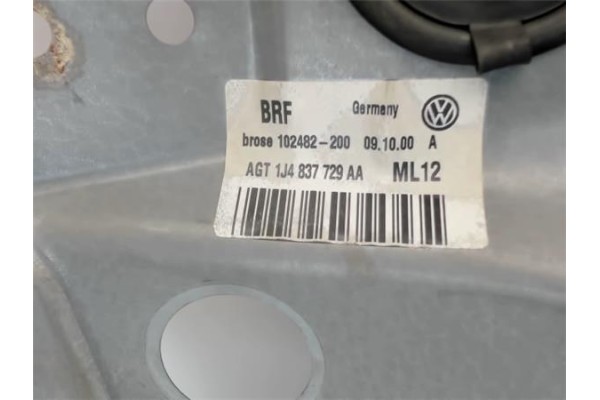 BRF Germany
brose 102482-200 09.10.00 A
AGT 1J4 837 729 AA ML12